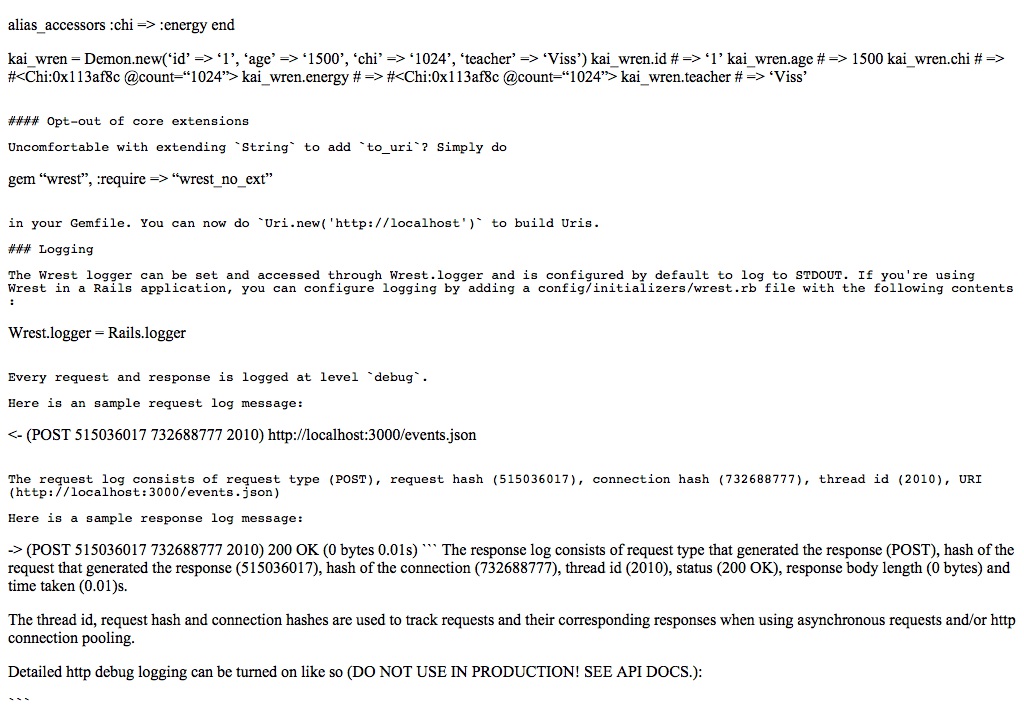 alias_accessors :chi => :energy end
kai_wren = Demon.new(‘id’ => ‘1’, ‘age’ => ‘1500’, ‘chi’ => ‘1024’, ‘teacher’ => ‘Viss’) kai_wren.id # => ‘1’ kai_wren.age # => 1500 kai_wren.chi # =>
#<Chi:0x113af8c @count=“1024”> kai_wren.energy # => #<Chi:0x113af8c @count=“1024”> kai_wren.teacher # => ‘Viss’
#### Opt-out of core extensions
Uncomfortable with extending `String` to add `to_uri`? Simply do
gem “wrest”, :require => “wrest_no_ext”
in your Gemfile. You can now do `Uri.new('http://localhost')` to build Uris.
### Logging
The Wrest logger can be set and accessed through Wrest.logger and is configured by default to log to STDOUT. If you're using
Wrest in a Rails application, you can configure logging by adding a config/initializers/wrest.rb file with the following contents
:
Wrest.logger = Rails.logger
Every request and response is logged at level `debug`.
Here is an sample request log message:
<- (POST 515036017 732688777 2010) http://localhost:3000/events.json
The request log consists of request type (POST), request hash (515036017), connection hash (732688777), thread id (2010), URI
(http://localhost:3000/events.json)
Here is a sample response log message:
-> (POST 515036017 732688777 2010) 200 OK (0 bytes 0.01s) ``` The response log consists of request type that generated the response (POST), hash of the
request that generated the response (515036017), hash of the connection (732688777), thread id (2010), status (200 OK), response body length (0 bytes) and
time taken (0.01)s.
The thread id, request hash and connection hashes are used to track requests and their corresponding responses when using asynchronous requests and/or http
connection pooling.
Detailed http debug logging can be turned on like so (DO NOT USE IN PRODUCTION! SEE API DOCS.):
```